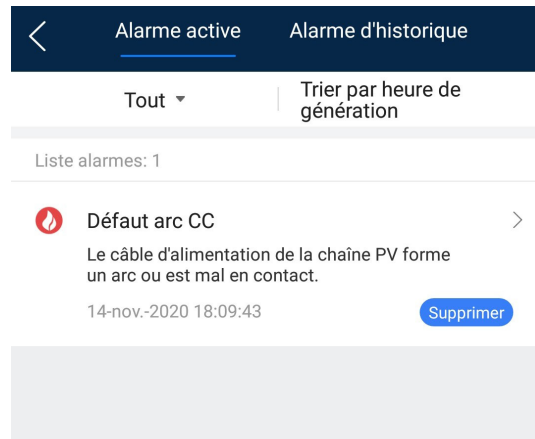 Alarme active
Alarme d'historique
Tout
Trier par heure de
génération
Liste alarmes: 1
Défaut arc CC
Le câble d'alimentation de la chaîne PV forme
un arc ou est mal en contact.
14-nov.-2020 18:09:43
Supprimer